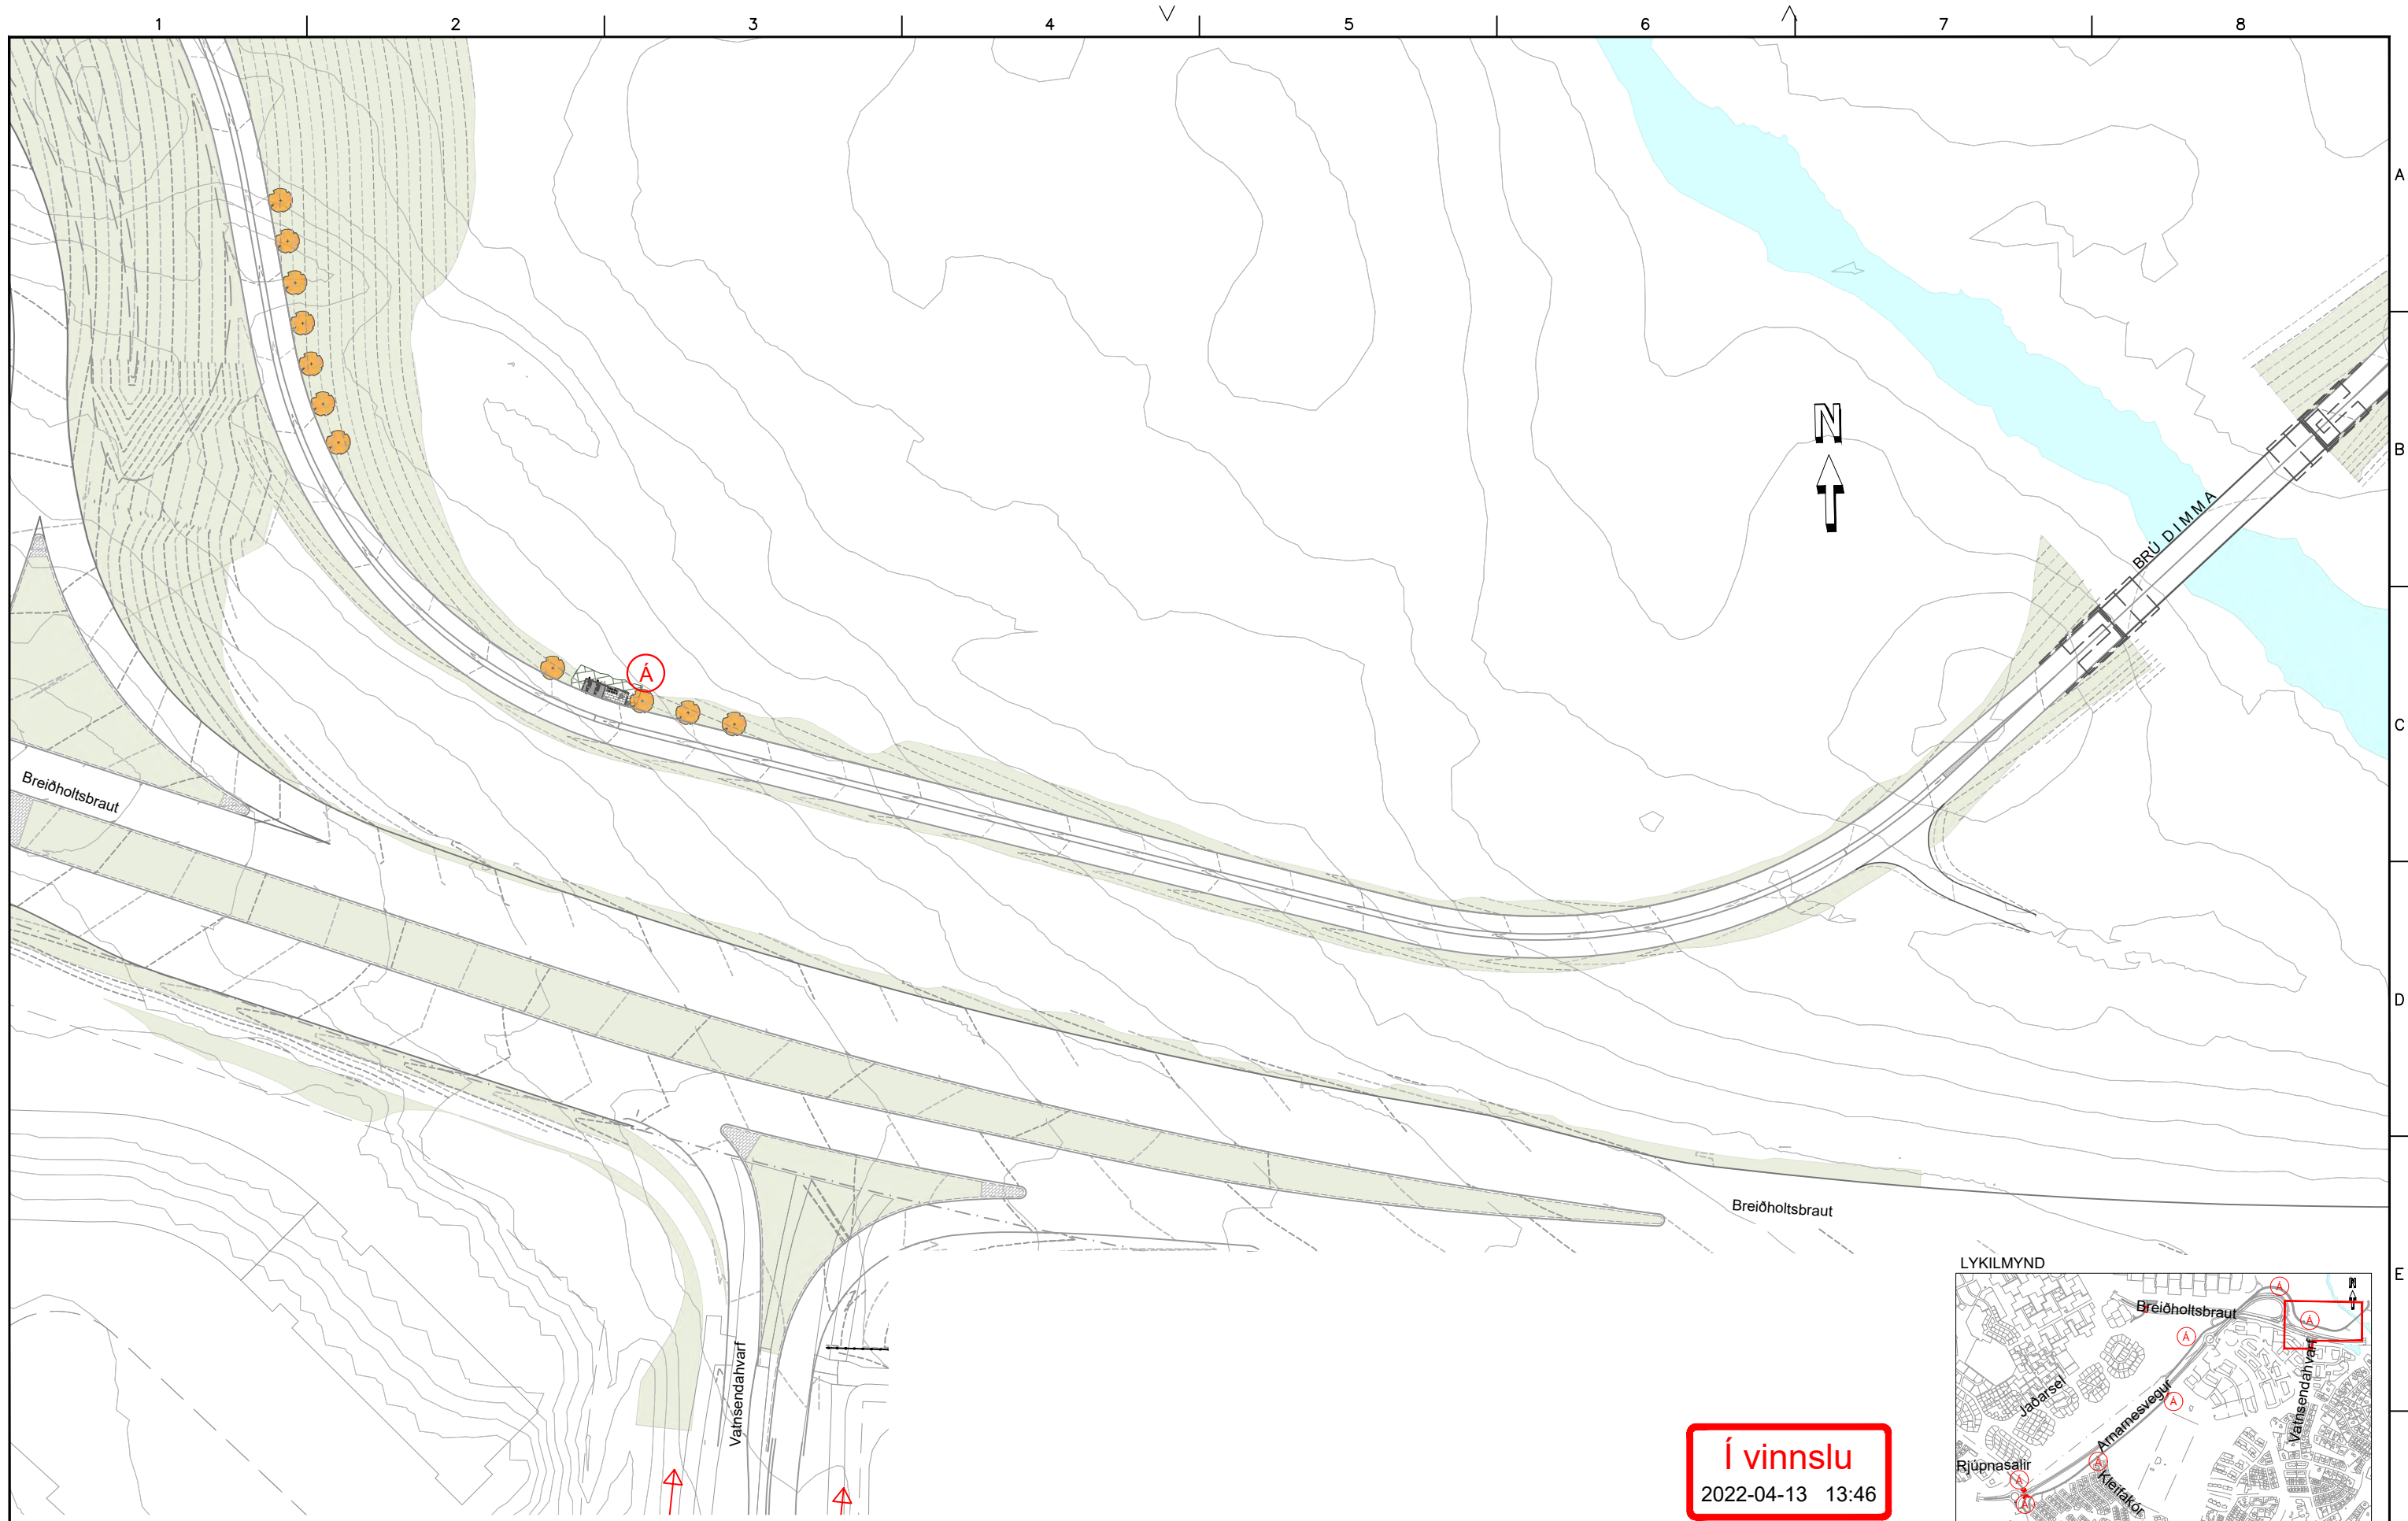 1 2 3 4 5 6 7 8
A
B
C
D
E
N
BRÚ DIMMA
Á
Breiðholtsbraut
Breiðholtsbraut
Vatnsendahvarf
Í vinnslu
2022-04-13 13:46
LYKILMYND
N
Á
Breiðholtsbraut
Á
Á
Vatnsendahvarf
Á
Jaðarsel
Arnarnesvegur
Á
Rjúpnasalir
Á
Kleifakór
Á